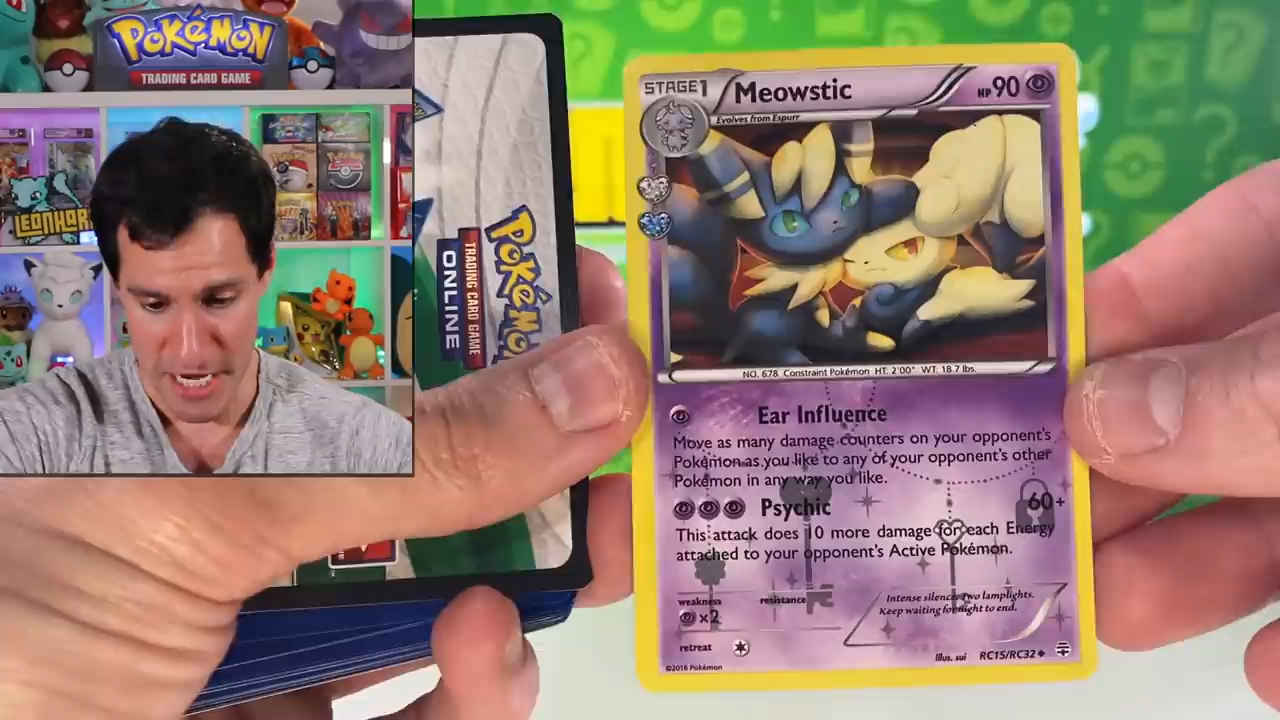 POKÉMON
TRADING CARD GAME
LEONHAR
POKÉMON
TRADING CARD GAME
ONLINE
STAGE1
Meowstic
HP 90
Evolves from Espurr
NO. 678 Constraint Pokémon HT. 2'00" WT. 18.7 lbs.
Ear Influence
Move as many damage counters on your opponent's
Pokémon as you like to any of your opponent's other
Pokémon in any way you like.
Psychic 60+
This attack does 10 more damage for each Energy
attached to your opponent's Active Pokémon.
weakness resistance
×2
Intense silence. Two lamplights.
Keep waiting for night to end.
retreat
Illus. sui RC15/RC32
©2016 Pokémon